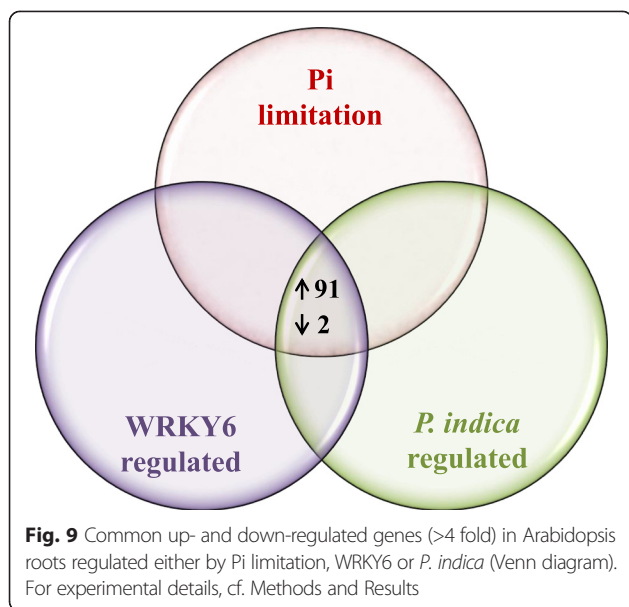 Pi
limitation
↑ 91
↓ 2
WRKY6
regulated
P. indica
regulated
Fig. 9 Common up- and down-regulated genes (>4 fold) in Arabidopsis
roots regulated either by Pi limitation, WRKY6 or P. indica (Venn diagram).
For experimental details, cf. Methods and Results